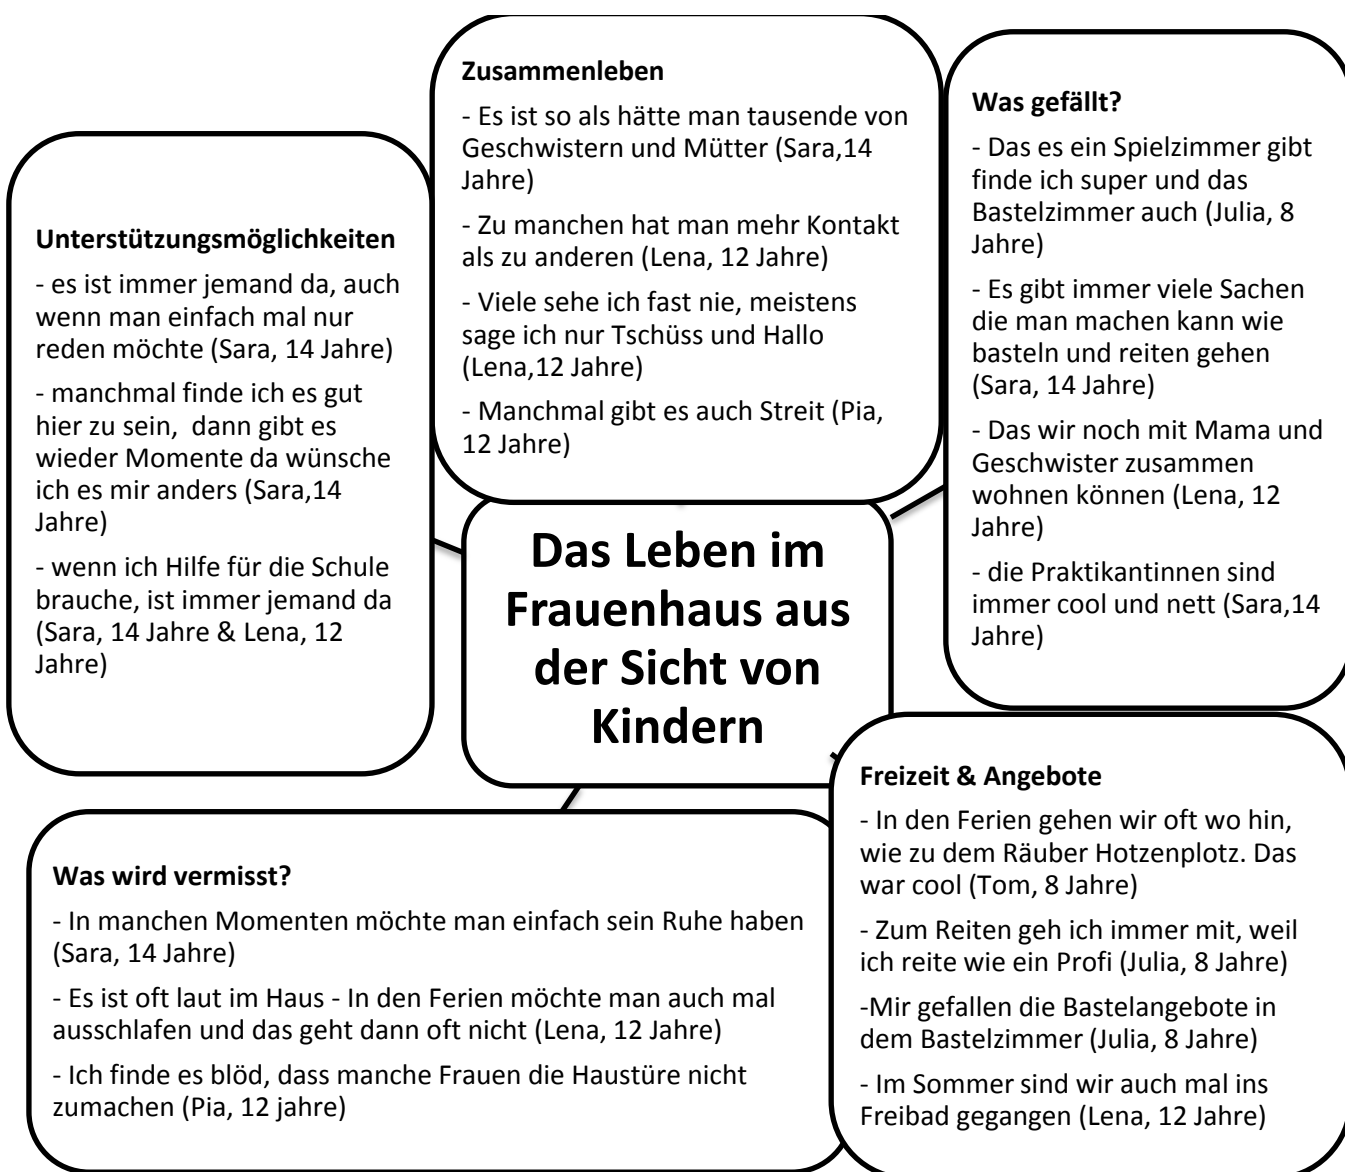 Zusammenleben
- Es ist so als hätte man tausende von
Geschwistern und Mütter (Sara,14
Jahre)
- Zu manchen hat man mehr Kontakt
als zu anderen (Lena, 12 Jahre)
- Viele sehe ich fast nie, meistens
sage ich nur Tschüss und Hallo
(Lena,12 Jahre)
- Manchmal gibt es auch Streit (Pia,
12 Jahre)
Was gefällt?
- Das es ein Spielzimmer gibt
finde ich super und das
Bastelzimmer auch (Julia, 8
Jahre)
- Es gibt immer viele Sachen
die man machen kann wie
basteln und reiten gehen
(Sara, 14 Jahre)
- Das wir noch mit Mama und
Geschwister zusammen
wohnen können (Lena, 12
Jahre)
- die Praktikantinnen sind
immer cool und nett (Sara,14
Jahre)
Unterstützungsmöglichkeiten
- es ist immer jemand da, auch
wenn man einfach mal nur
reden möchte (Sara, 14 Jahre)
- manchmal finde ich es gut
hier zu sein,  dann gibt es
wieder Momente da wünsche
ich es mir anders (Sara,14
Jahre)
- wenn ich Hilfe für die Schule
brauche, ist immer jemand da
(Sara, 14 Jahre & Lena, 12
Jahre)
Das Leben im
Frauenhaus aus
der Sicht von
Kindern
Freizeit & Angebote
- In den Ferien gehen wir oft wo hin,
wie zu dem Räuber Hotzenplotz. Das
war cool (Tom, 8 Jahre)
- Zum Reiten geh ich immer mit, weil
ich reite wie ein Profi (Julia, 8 Jahre)
-Mir gefallen die Bastelangebote in
dem Bastelzimmer (Julia, 8 Jahre)
- Im Sommer sind wir auch mal ins
Freibad gegangen (Lena, 12 Jahre)
Was wird vermisst?
- In manchen Momenten möchte man einfach sein Ruhe haben
(Sara, 14 Jahre)
- Es ist oft laut im Haus - In den Ferien möchte man auch mal
ausschlafen und das geht dann oft nicht (Lena, 12 Jahre)
- Ich finde es blöd, dass manche Frauen die Haustüre nicht
zumachen (Pia, 12 jahre)